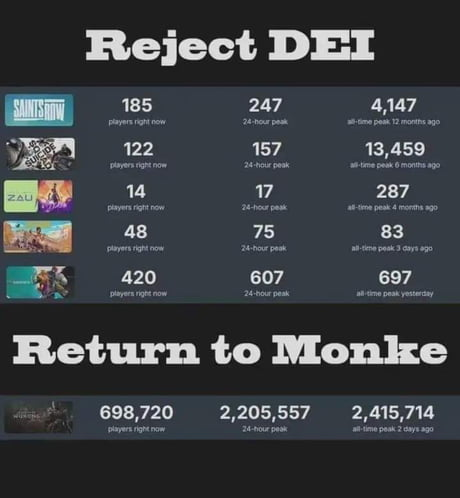 Reject DEI
SAINTS ROW
185 247 4,147
players right now 24-hour peak all-time peak 12 months ago
SUICIDE
122 157 13,459
players right now 24-hour peak all-time peak 6 months ago
ZAU
14 17 287
players right now 24-hour peak all-time peak 4 months ago
48 75 83
players right now 24-hour peak all-time peak 3 days ago
420 607 697
players right now 24-hour peak all-time peak yesterday
Return to Monke
WUKONG
698,720 2,205,557 2,415,714
players right now 24-hour peak all-time peak 2 days ago